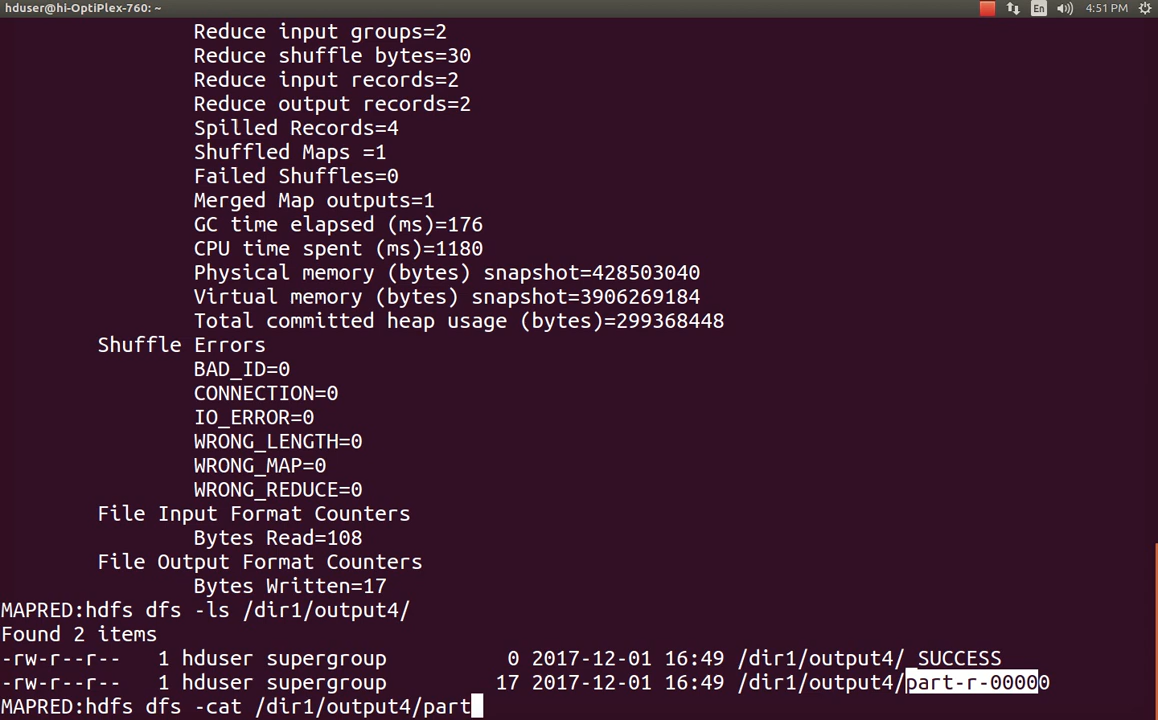 hduser@hi-OptiPlex-760: ~
En
4:51 PM
Reduce input groups=2
Reduce shuffle bytes=30
Reduce input records=2
Reduce output records=2
Spilled Records=4
Shuffled Maps =1
Failed Shuffles=0
Merged Map outputs=1
GC time elapsed (ms)=176
CPU time spent (ms)=1180
Physical memory (bytes) snapshot=428503040
Virtual memory (bytes) snapshot=3906269184
Total committed heap usage (bytes)=299368448
Shuffle Errors
BAD_ID=0
CONNECTION=0
IO_ERROR=0
WRONG_LENGTH=0
WRONG_MAP=0
WRONG_REDUCE=0
File Input Format Counters
Bytes Read=108
File Output Format Counters
Bytes Written=17
MAPRED:hdfs dfs -ls /dir1/output4/
Found 2 items
-rw-r--r-- 1 hduser supergroup 0 2017-12-01 16:49 /dir1/output4/_SUCCESS
-rw-r--r-- 1 hduser supergroup 17 2017-12-01 16:49 /dir1/output4/part-r-00000
MAPRED:hdfs dfs -cat /dir1/output4/part